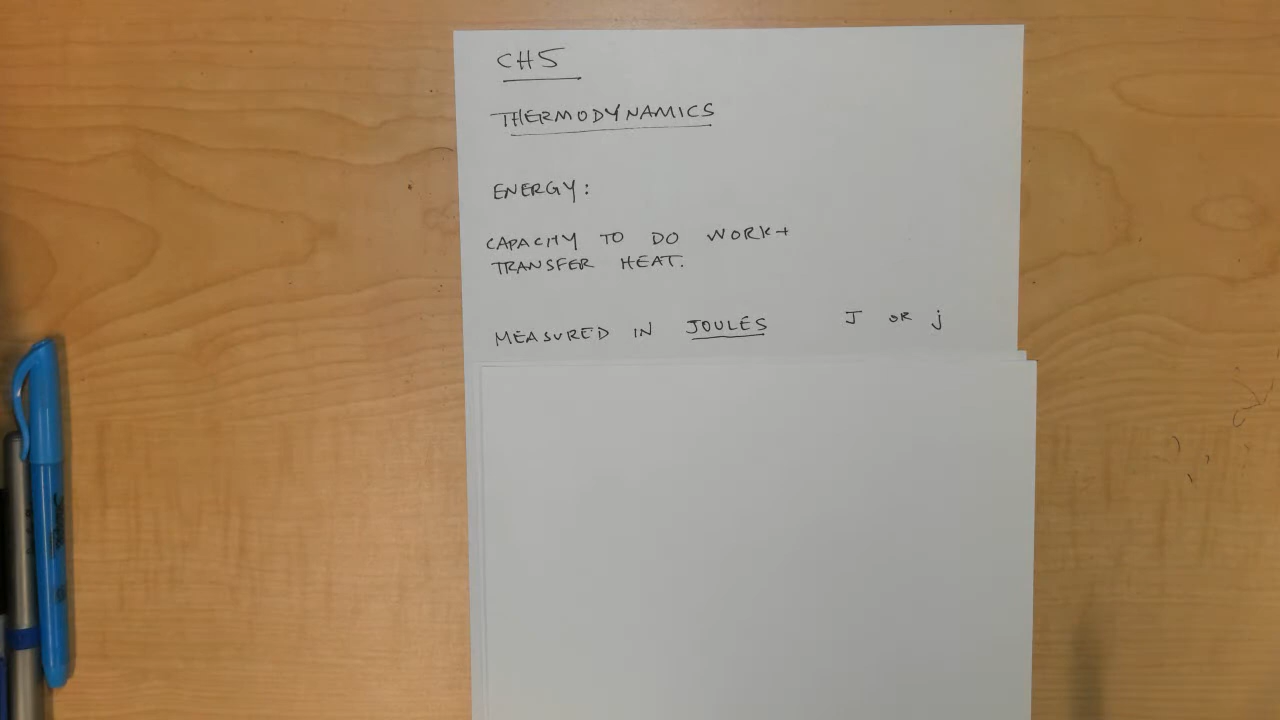 CH5
THERMODYNAMICS
ENERGY:
CAPACITY TO DO WORK +
TRANSFER HEAT.
MEASURED IN JOULES J OR j